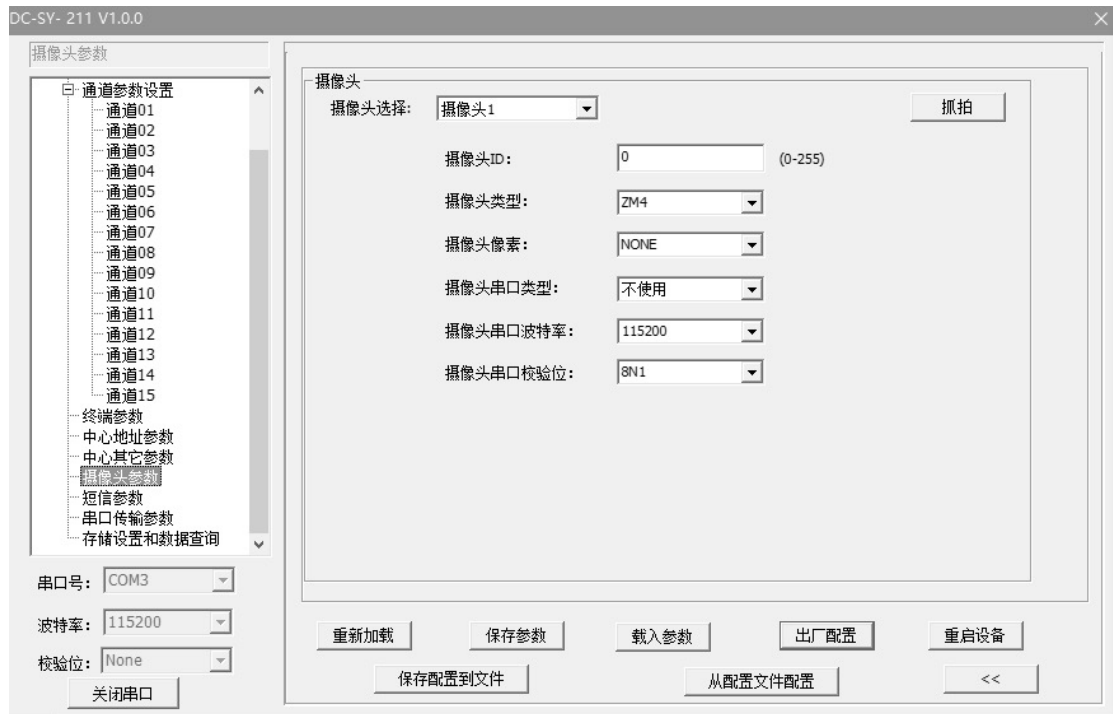 DC-SY- 211 V1.0.0
摄像头参数
通道参数设置
通道01
通道02
通道03
通道04
通道05
通道06
通道07
通道08
通道09
通道10
通道11
通道12
通道13
通道14
通道15
终端参数
中心地址参数
中心其它参数
摄像头参数
短信参数
串口传输参数
存储设置和数据查询
串口号: COM3
波特率: 115200
校验位: None
关闭串口
摄像头
摄像头选择: 摄像头1 抓拍
摄像头ID: 0 (0-255)
摄像头类型: ZM4
摄像头像素: NONE
摄像头串口类型: 不使用
摄像头串口波特率: 115200
摄像头串口校验位: 8N1
重新加载 保存参数 载入参数 出厂配置 重启设备
保存配置到文件 从配置文件配置 <<